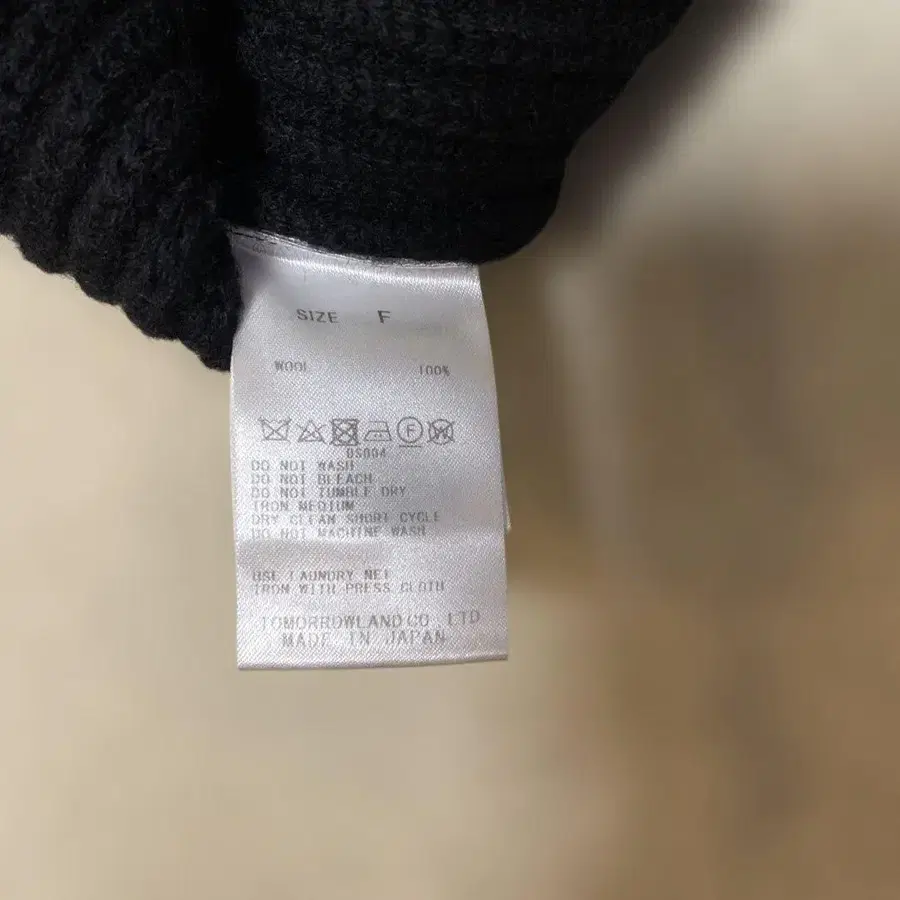 SIZE F
WOOL 100%
F W
DS004
DO NOT WASH
DO NOT BLEACH
DO NOT TUMBLE DRY
IRON MEDIUM
DRY CLEAN SHORT CYCLE
DO NOT MACHINE WASH
USE LAUNDRY NET
IRON WITH PRESS CLOTH
TOMORROWLAND CO LTD
MADE IN JAPAN